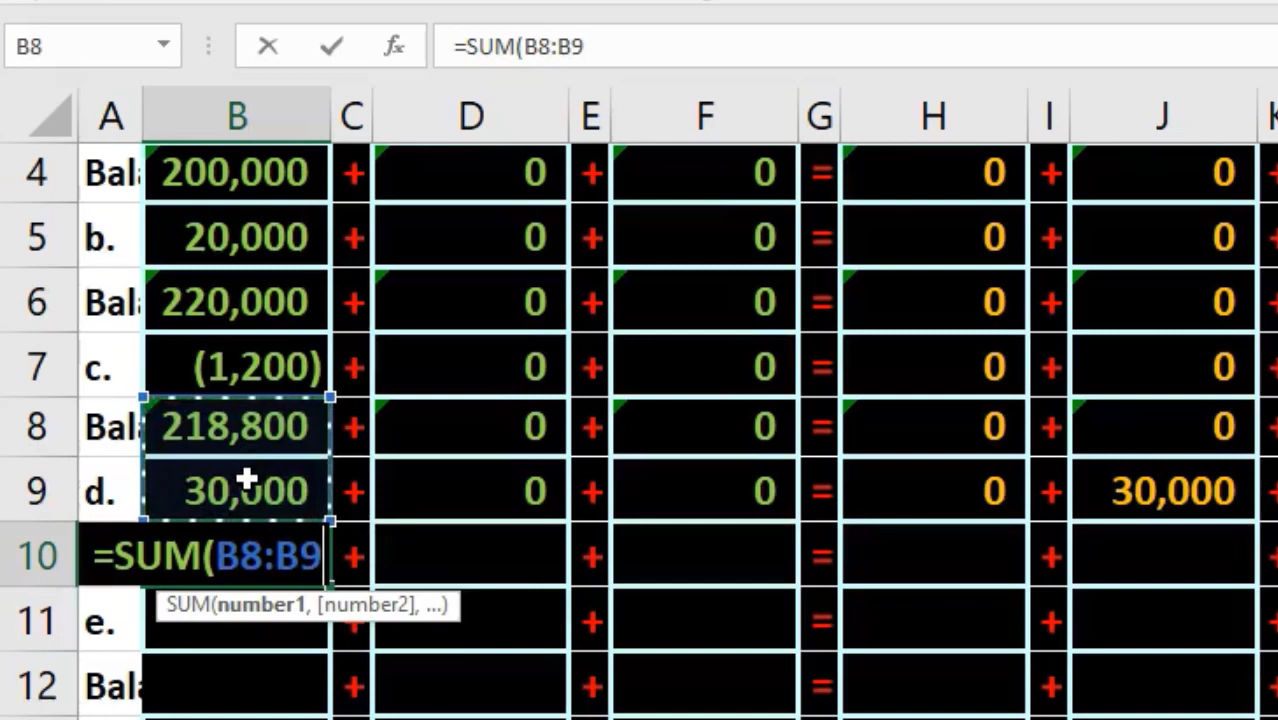 B8 fx =SUM(B8:B9
A B C D E F G H I J
4 Bal 200,000 + 0 + 0 = 0 + 0
5 b. 20,000 + 0 + 0 = 0 + 0
6 Bal 220,000 + 0 + 0 = 0 + 0
7 c. (1,200) + 0 + 0 = 0 + 0
8 Bal 218,800 + 0 + 0 = 0 + 0
9 d. 30,000 + 0 + 0 = 0 + 30,000
10 =SUM(B8:B9 + + = +
SUM(number1, [number2], ...)
11 e. + + = +
12 Bal + + = +